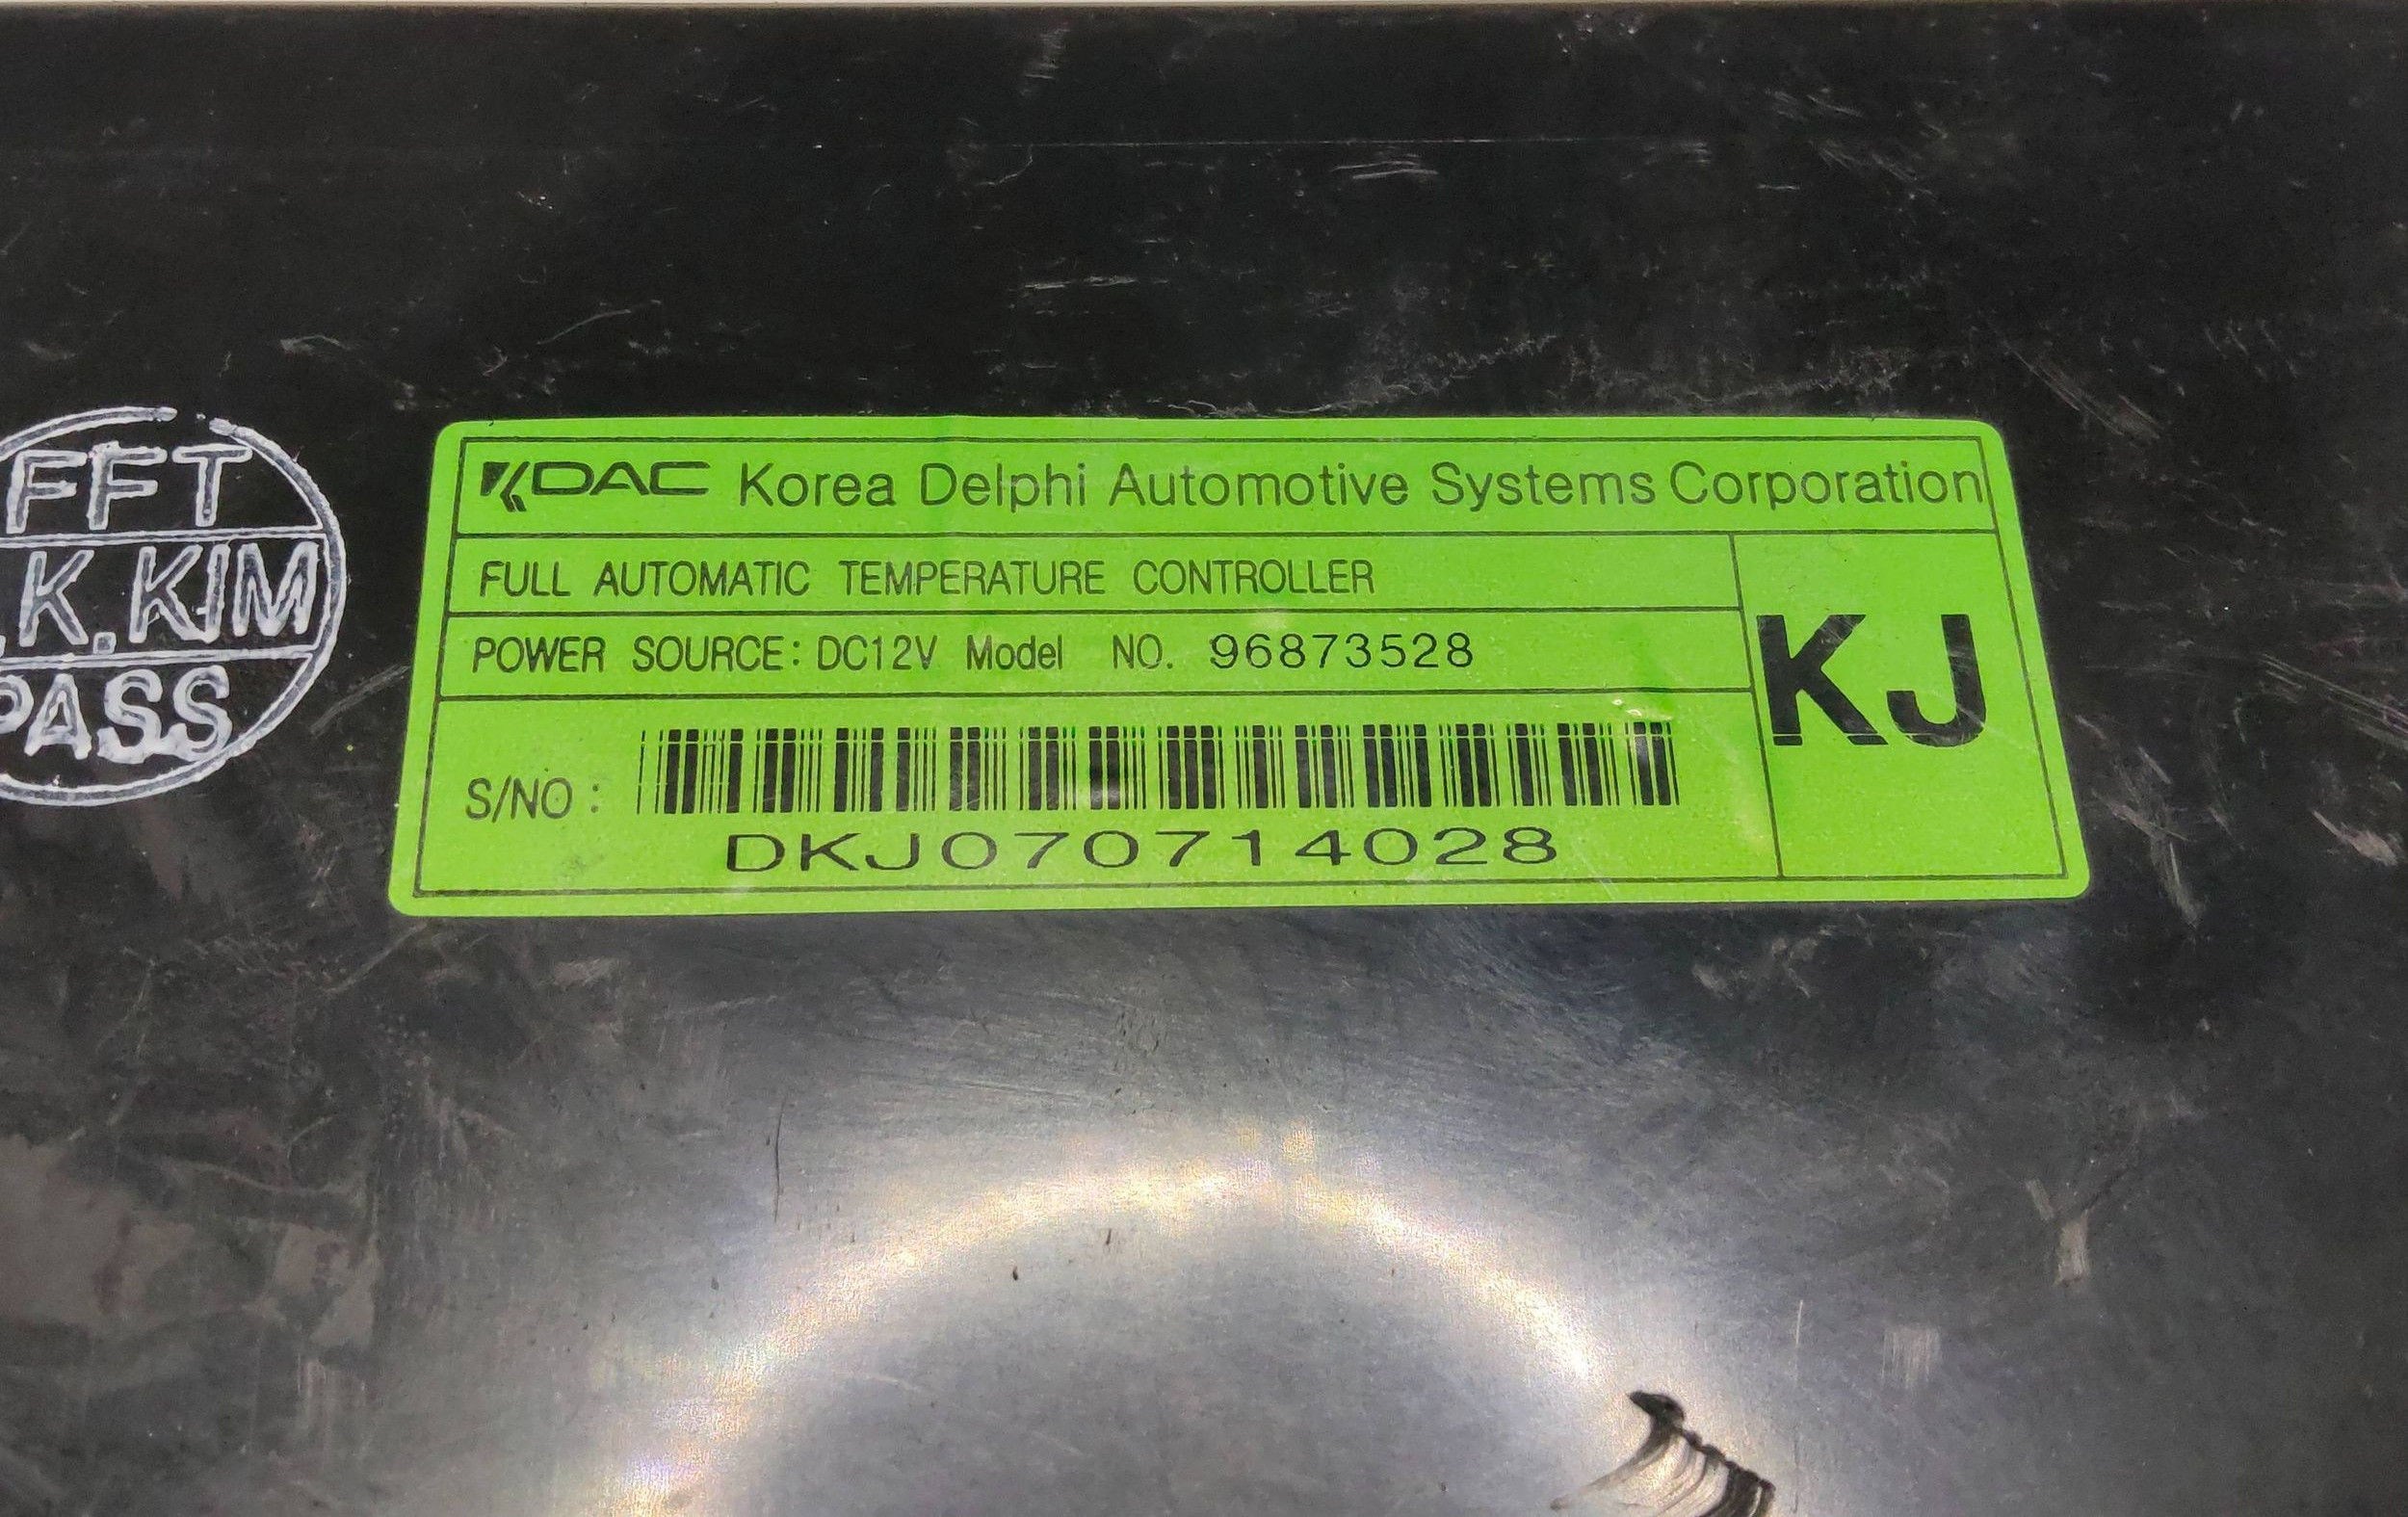 FFT
.K.KIM
PASS
KDAC Korea Delphi Automotive Systems Corporation
FULL AUTOMATIC TEMPERATURE CONTROLLER
POWER SOURCE: DC12V Model NO. 96873528
KJ
S/NO :
DKJ070714028